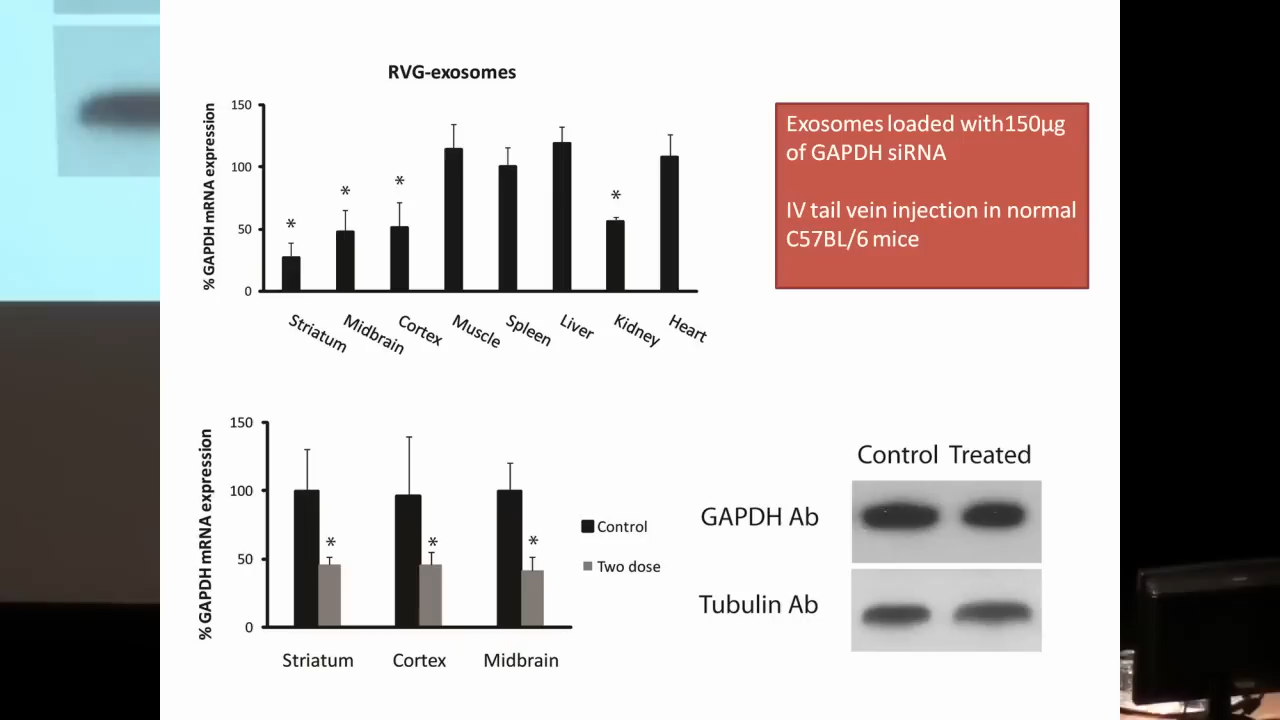 RVG-exosomes
% GAPDH mRNA expression
150
100
50
0
*
*
*
*
Striatum
Midbrain
Cortex
Muscle
Spleen
Liver
Kidney
Heart
Exosomes loaded with150µg
of GAPDH siRNA
IV tail vein injection in normal
C57BL/6 mice
% GAPDH mRNA expression
150
100
50
0
*
*
*
Striatum
Cortex
Midbrain
Control
Two dose
Control Treated
GAPDH Ab
Tubulin Ab